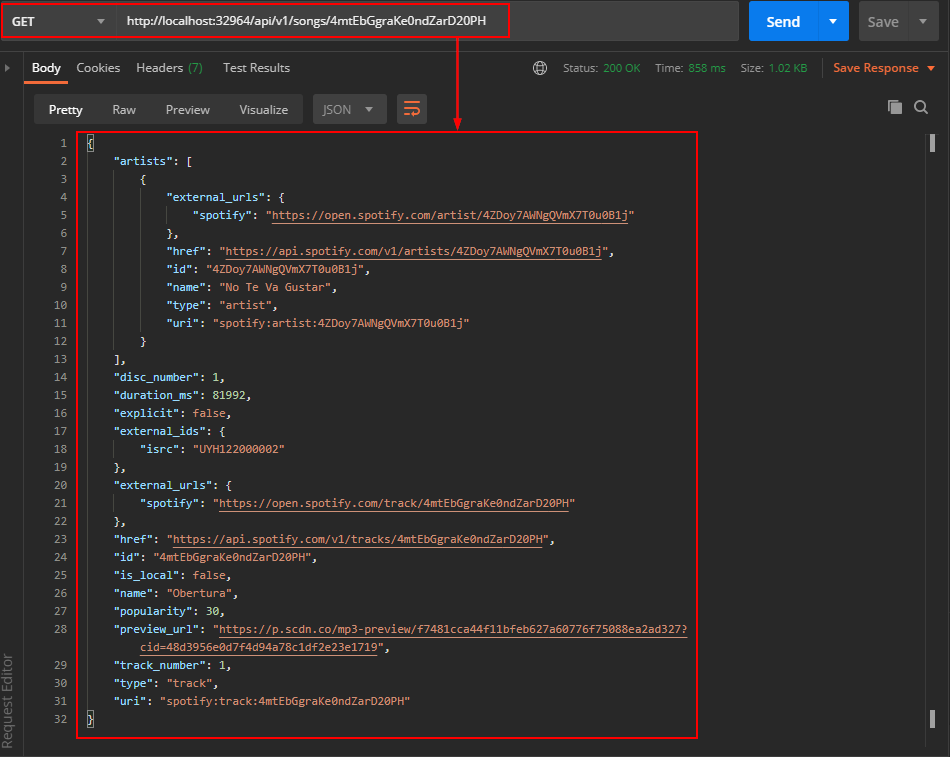 GET http://localhost:32964/api/v1/songs/4mtEbGgraKe0ndZarD20PH Send Save
Body Cookies Headers (7) Test Results Status: 200 OK Time: 858 ms Size: 1.02 KB Save Response
Pretty Raw Preview Visualize JSON
1 {
2 "artists": [
3 {
4 "external_urls": {
5 "spotify": "https://open.spotify.com/artist/4ZDoy7AWNgQVmX7T0u0B1j"
6 },
7 "href": "https://api.spotify.com/v1/artists/4ZDoy7AWNgQVmX7T0u0B1j",
8 "id": "4ZDoy7AWNgQVmX7T0u0B1j",
9 "name": "No Te Va Gustar",
10 "type": "artist",
11 "uri": "spotify:artist:4ZDoy7AWNgQVmX7T0u0B1j"
12 }
13 ],
14 "disc_number": 1,
15 "duration_ms": 81992,
16 "explicit": false,
17 "external_ids": {
18 "isrc": "UYH122000002"
19 },
20 "external_urls": {
21 "spotify": "https://open.spotify.com/track/4mtEbGgraKe0ndZarD20PH"
22 },
23 "href": "https://api.spotify.com/v1/tracks/4mtEbGgraKe0ndZarD20PH",
24 "id": "4mtEbGgraKe0ndZarD20PH",
25 "is_local": false,
26 "name": "Obertura",
27 "popularity": 30,
28 "preview_url": "https://p.scdn.co/mp3-preview/f7481cca44f11bfeb627a60776f75088ea2ad327?
cid=48d3956e0d7f4d94a78c1df2e23e1719",
29 "track_number": 1,
30 "type": "track",
31 "uri": "spotify:track:4mtEbGgraKe0ndZarD20PH"
32 }
Request Editor